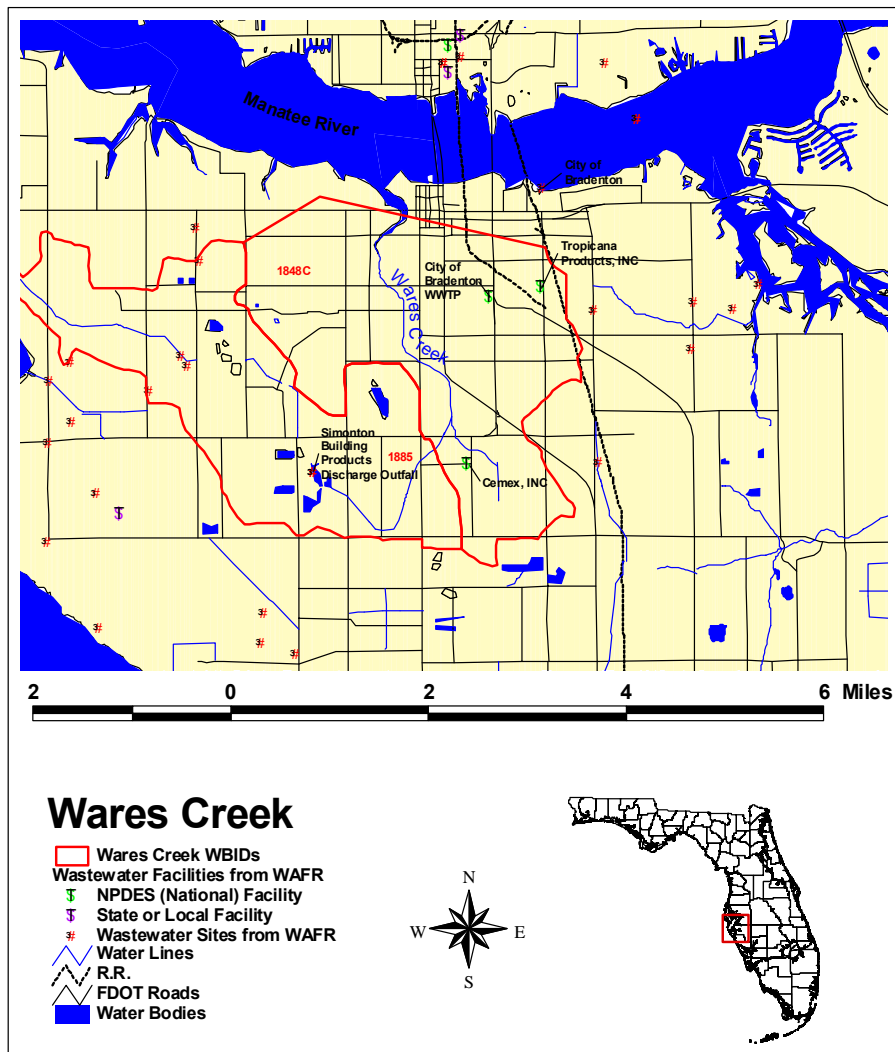 Manatee River
City of
Bradenton
Tropicana
Products, INC
1848C
City of
Bradenton
WWTP
Wares Creek
Simonton
Building
Products
Discharge Outfall
1885
Cemex, INC
2 0 2 4 6 Miles
Wares Creek
Wares Creek WBIDs
Wastewater Facilities from WAFR
NPDES (National) Facility
State or Local Facility
Wastewater Sites from WAFR
Water Lines
R.R.
FDOT Roads
Water Bodies
N
W E
S